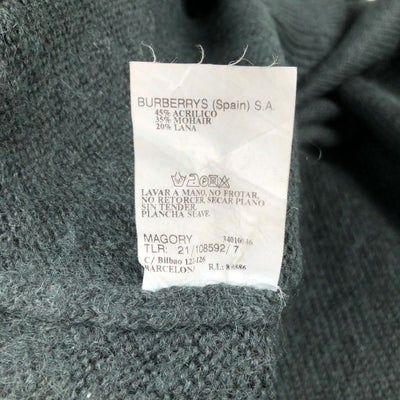 BURBERRYS (Spain) S.A.
45% ACRILICO
35% MOHAIR
20% LANA
LAVAR A MANO. NO FROTAR.
NO RETORCER. SECAR PLANO
SIN TENDER.
PLANCHA SUAVE.
MAGORY
TLR: 21/108592/7
C/ Bilbao
MARCELONA R.I.: